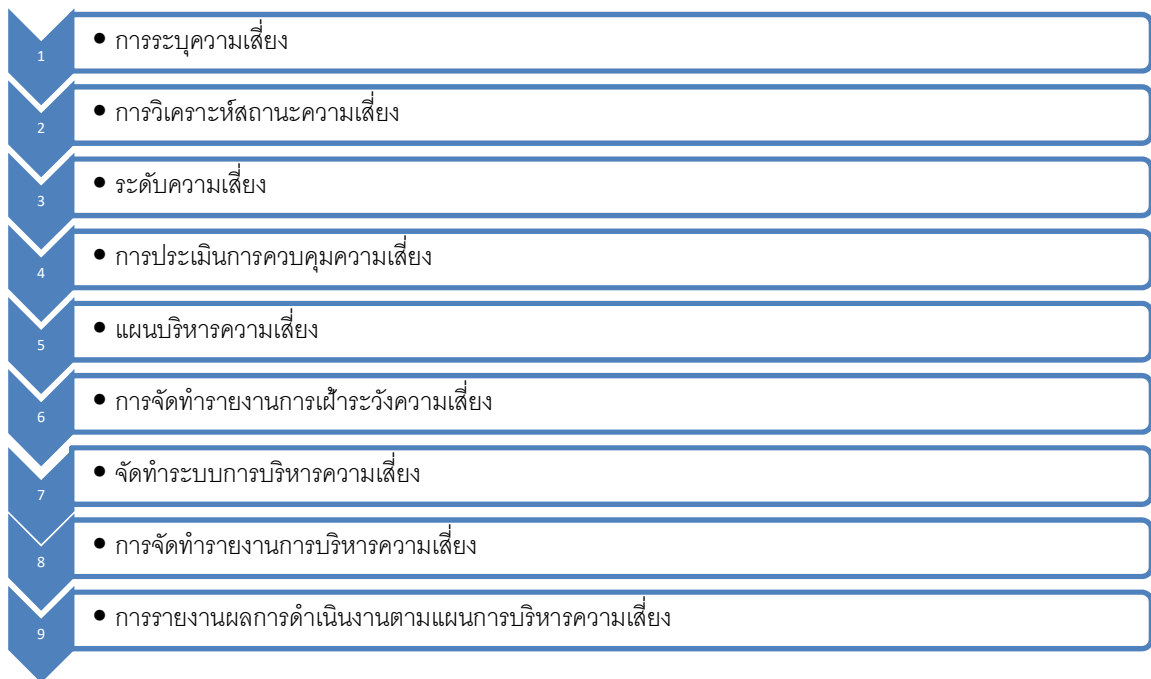 1 • การระบุความเสี่ยง
2 • การวิเคราะห์สถานะความเสี่ยง
3 • ระดับความเสี่ยง
4 • การประเมินการควบคุมความเสี่ยง
5 • แผนบริหารความเสี่ยง
6 • การจัดทำรายงานการเฝ้าระวังความเสี่ยง
7 • จัดทำระบบการบริหารความเสี่ยง
8 • การจัดทำรายงานการบริหารความเสี่ยง
9 • การรายงานผลการดำเนินงานตามแผนการบริหารความเสี่ยง